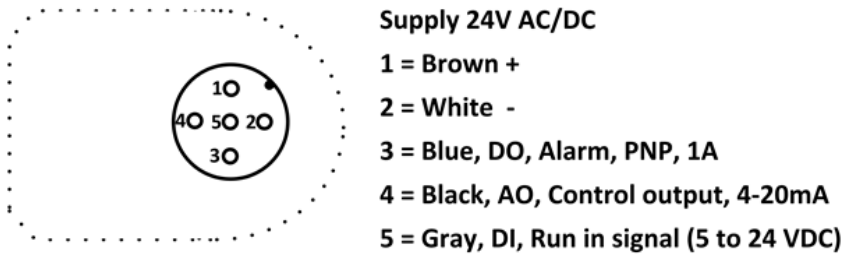 Supply 24V AC/DC
1 = Brown +
2 = White -
3 = Blue, DO, Alarm, PNP, 1A
4 = Black, AO, Control output, 4-20mA
5 = Gray, DI, Run in signal (5 to 24 VDC)
1
4 5 2
3